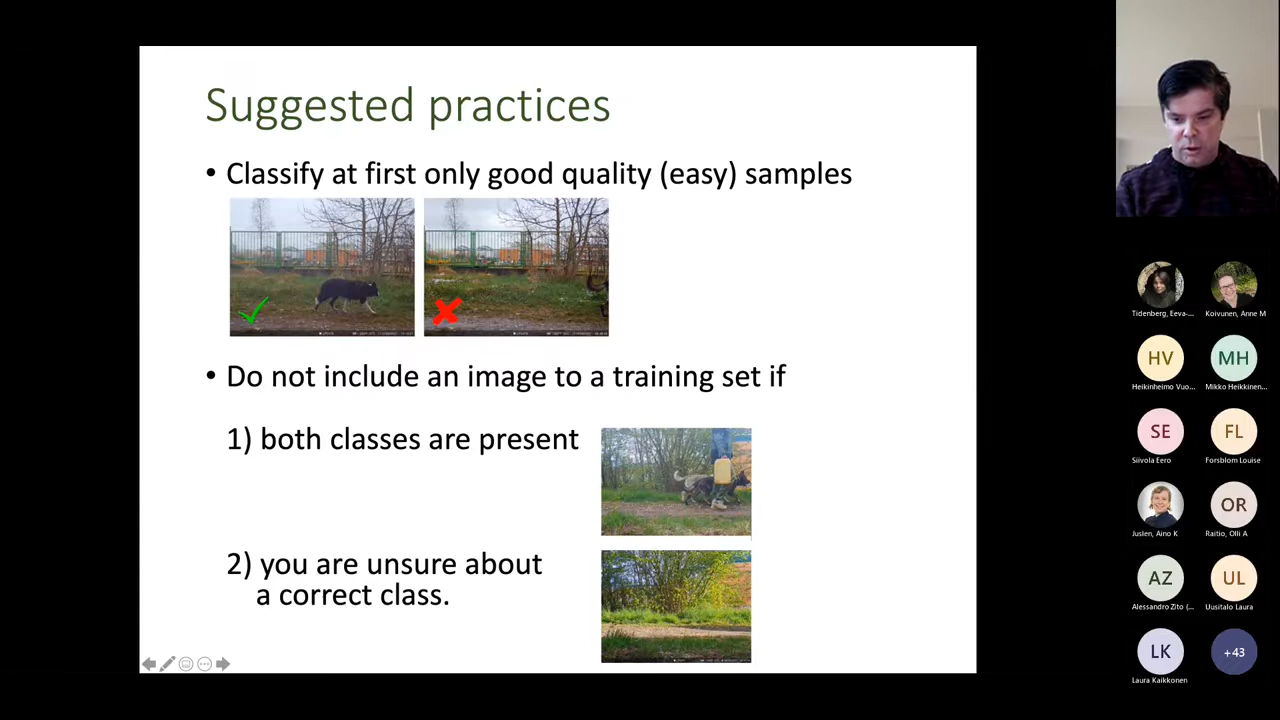 Suggested practices
• Classify at first only good quality (easy) samples
• Do not include an image to a training set if
1) both classes are present
2) you are unsure about
a correct class.
Tidenberg, Eeva-...
Koivunen, Anne M
HV
MH
Heikinheimo Vuo...
Mikko Heikkinen...
SE
FL
Siivola Eero
Forsblom Louise
OR
Juslen, Aino K
Raitio, Olli A
AZ
UL
Alessandro Zito (...
Uusitalo Laura
LK
+43
Laura Kaikkonen